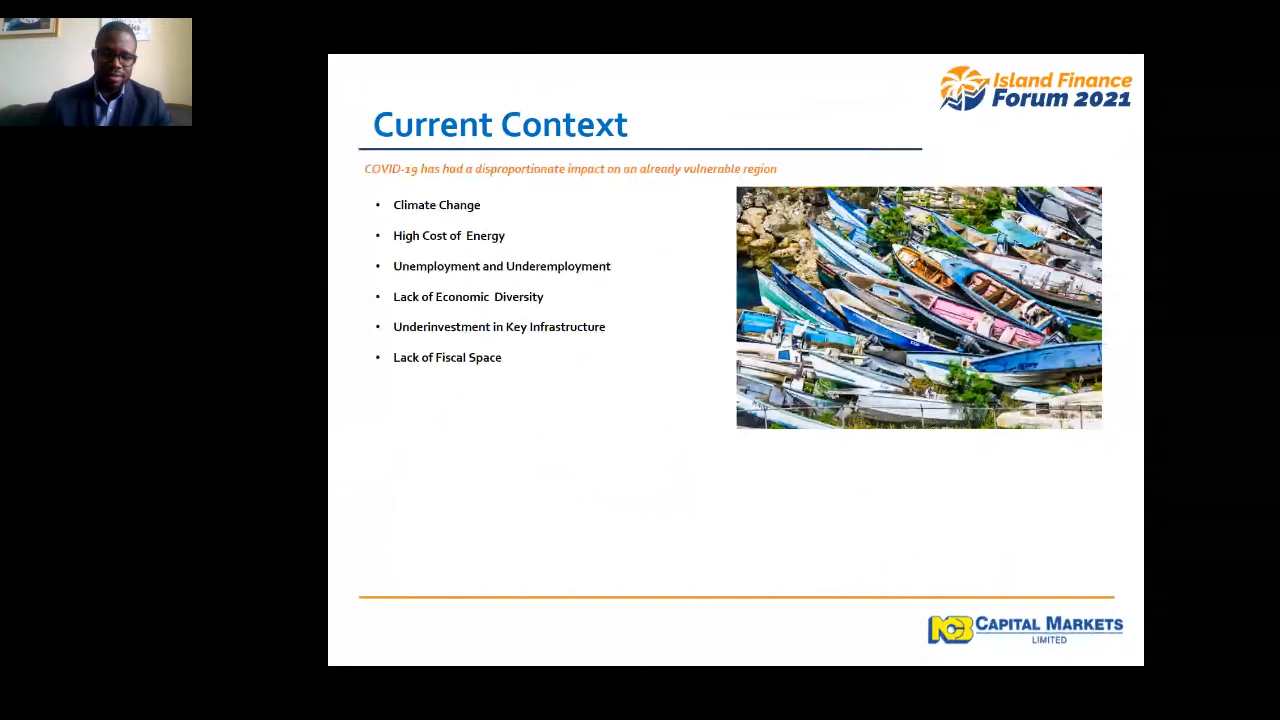 Island Finance
Forum 2021
Current Context
COVID-19 has had a disproportionate impact on an already vulnerable region
• Climate Change
• High Cost of Energy
• Unemployment and Underemployment
• Lack of Economic Diversity
• Underinvestment in Key Infrastructure
• Lack of Fiscal Space
NCB CAPITAL MARKETS
LIMITED